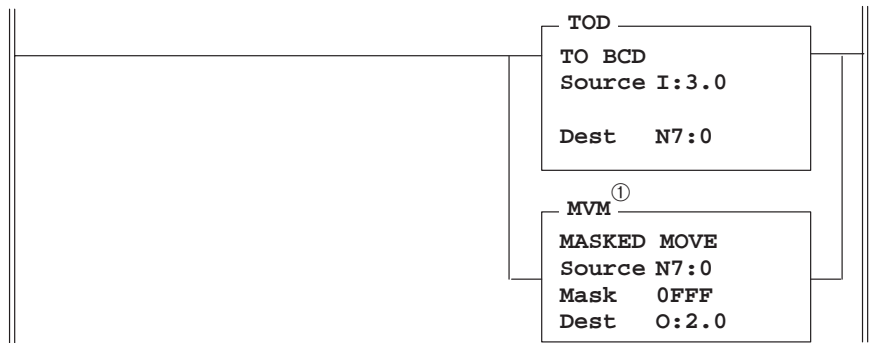 TOD
TO BCD
Source I:3.0
Dest N7:0
MVM ①
MASKED MOVE
Source N7:0
Mask 0FFF
Dest O:2.0